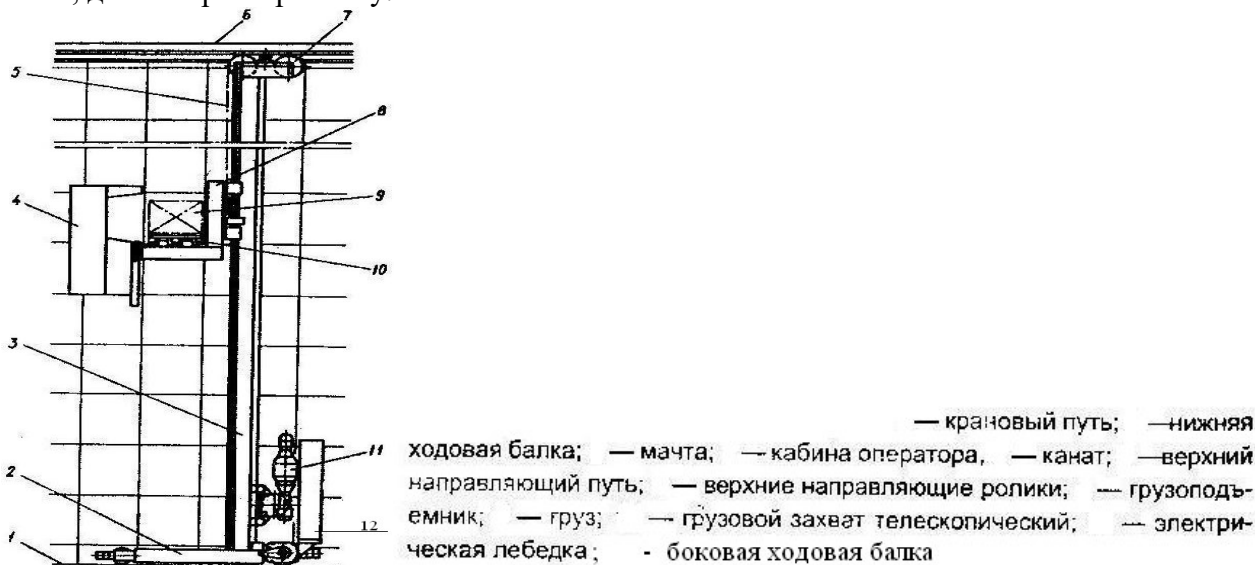 6
7
5
8
4
9
10
3
11
2
12
1
— крановый путь; —нижняя
ходовая балка; — мачта; — кабина оператора, — канат; —верхний
направляющий путь; — верхние направляющие ролики; — грузоподъ-
емник; — груз; — грузовой захват телескопический; — электри-
ческая лебедка; - боковая ходовая балка